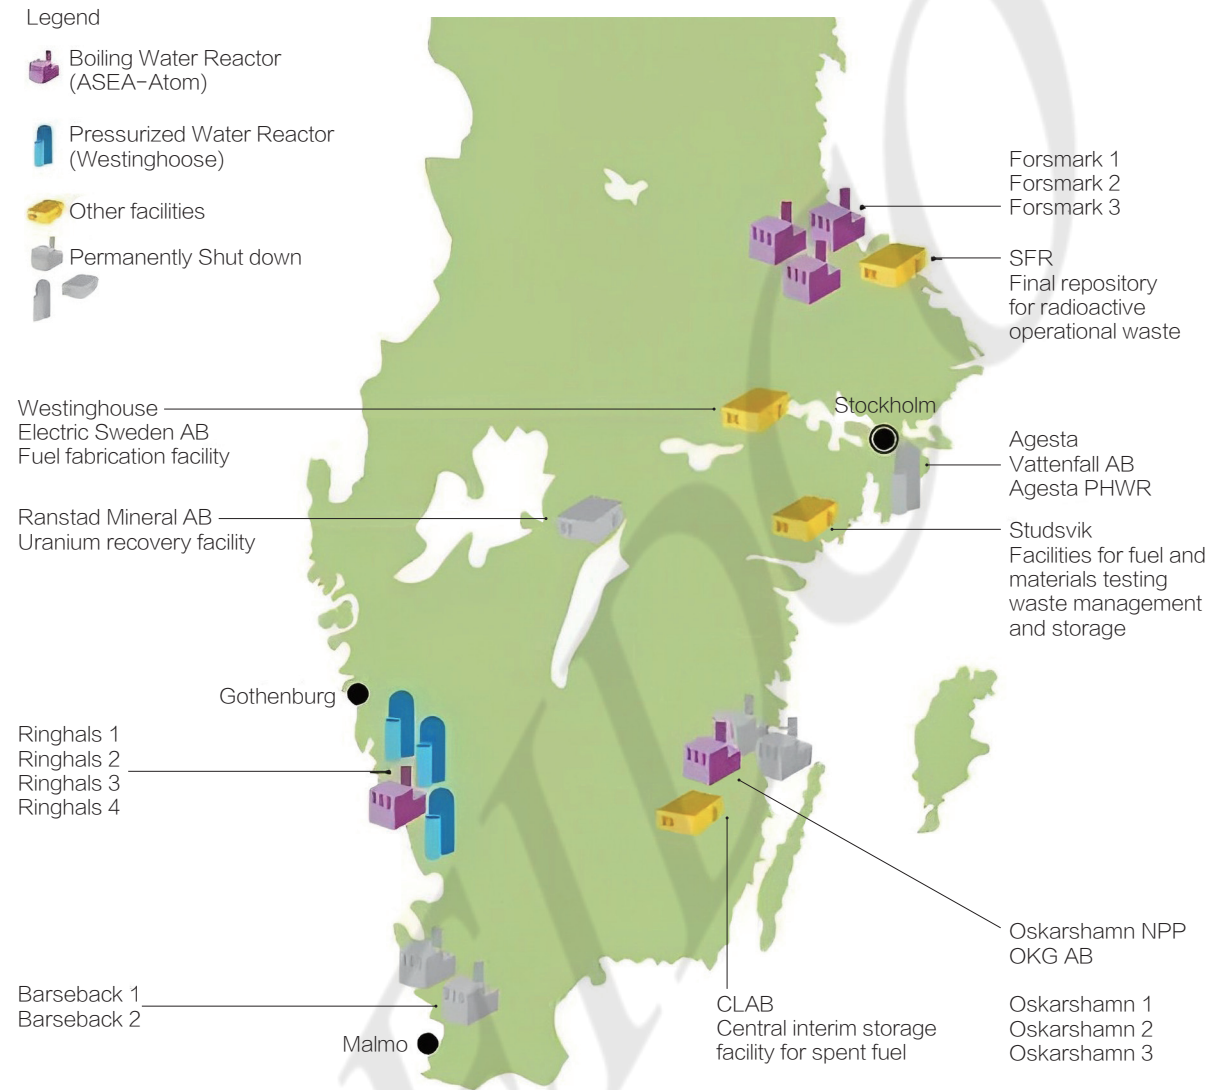 Legend
Boiling Water Reactor
(ASEA-Atom)
Pressurized Water Reactor
(Westinghoose)
Other facilities
Permanently Shut down
Forsmark 1
Forsmark 2
Forsmark 3
SFR
Final repository
for radioactive
operational waste
Westinghouse
Electric Sweden AB
Fuel fabrication facility
Stockholm
Agesta
Vattenfall AB
Agesta PHWR
Ranstad Mineral AB
Uranium recovery facility
Studsvik
Facilities for fuel and
materials testing
waste management
and storage
Gothenburg
Ringhals 1
Ringhals 2
Ringhals 3
Ringhals 4
Oskarshamn NPP
OKG AB
Oskarshamn 1
Oskarshamn 2
Oskarshamn 3
CLAB
Central interim storage
facility for spent fuel
Barseback 1
Barseback 2
Malmo